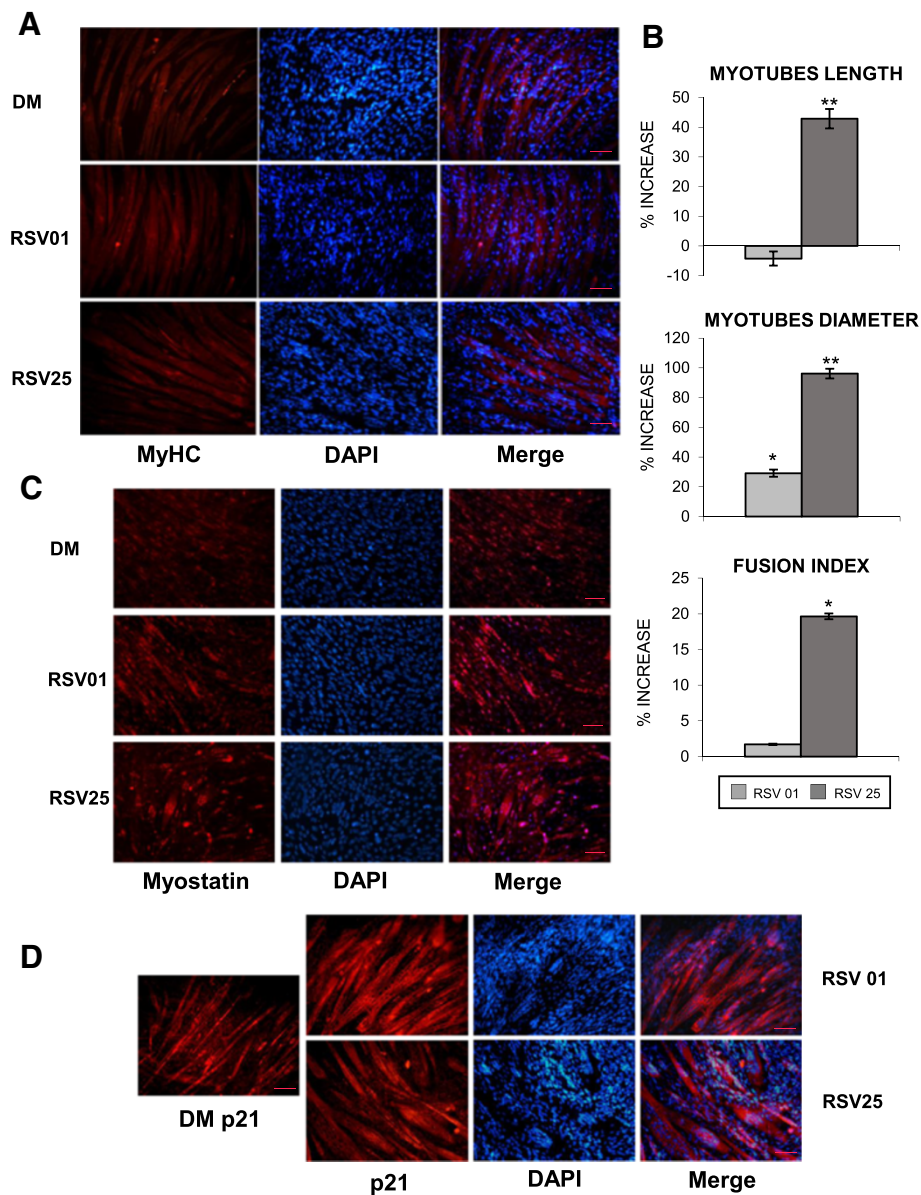 A
DM
RSV01
RSV25
MyHC DAPI Merge
B
MYOTUBES LENGTH
% INCREASE
50
40
30
20
10
0
-10
**
MYOTUBES DIAMETER
% INCREASE
120
100
80
60
40
20
0
*
**
FUSION INDEX
% INCREASE
25
20
15
10
5
0
*
RSV 01 RSV 25
C
DM
RSV01
RSV25
Myostatin DAPI Merge
D
DM p21
RSV 01
RSV25
p21 DAPI Merge